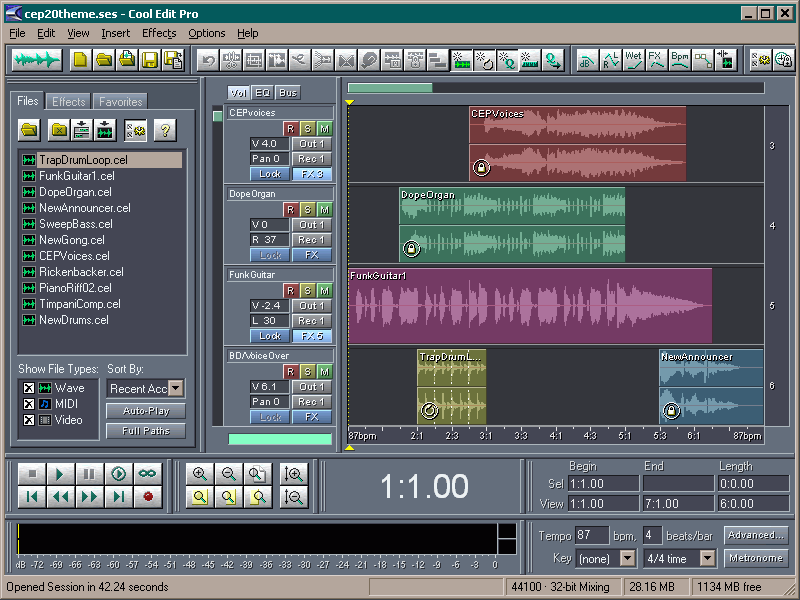 cep20theme.ses - Cool Edit Pro
File Edit View Insert Effects Options Help
Wet
FX
Bpm
Files Effects Favorites
TrapDrumLoop.cel
FunkGuitar1.cel
DopeOrgan.cel
NewAnnouncer.cel
SweepBass.cel
NewGong.cel
CEPVoices.cel
Rickenbacker.cel
PianoRiff02.cel
TimpaniComp.cel
NewDrums.cel
Show File Types: Sort By:
Wave
MIDI
Video
Recent Acc
Auto-Play
Full Paths
Vol EQ Bus
CEPvoices
R S M
V 4.0 Out 1
Pan 0 Rec 1
Lock FX 3
DopeOrgan
R S M
V 0 Out 1
R 37 Rec 1
Lock FX
FunkGuitar
R S M
V -2.4 Out 1
L 30 Rec 1
Lock FX 5
BD/VoiceOver
R S M
V 6.1 Out 1
Pan 0 Rec 1
Lock FX
CEPVoices
3
DopeOrgan
4
FunkGuitar1
5
TrapDrumL...
NewAnnouncer
6
87bpm 2:1 2:3 3:1 3:3 4:1 4:3 5:1 5:3 6:1 87bpm
1:1.00
Begin End Length
Sel 1:1.00 0:0.00
View 1:1.00 7:1.00 6:0.00
dB -72 -69 -66 -63 -60 -57 -54 -51 -48 -45 -42 -39 -36 -33 -30 -27 -24 -21 -18 -15 -12 -9 -6 -3 0
Tempo 87 bpm, 4 beats/bar Advanced...
Key (none) 4/4 time Metronome
Opened Session in 42.24 seconds
44100 · 32-bit Mixing
28.16 MB
1134 MB free